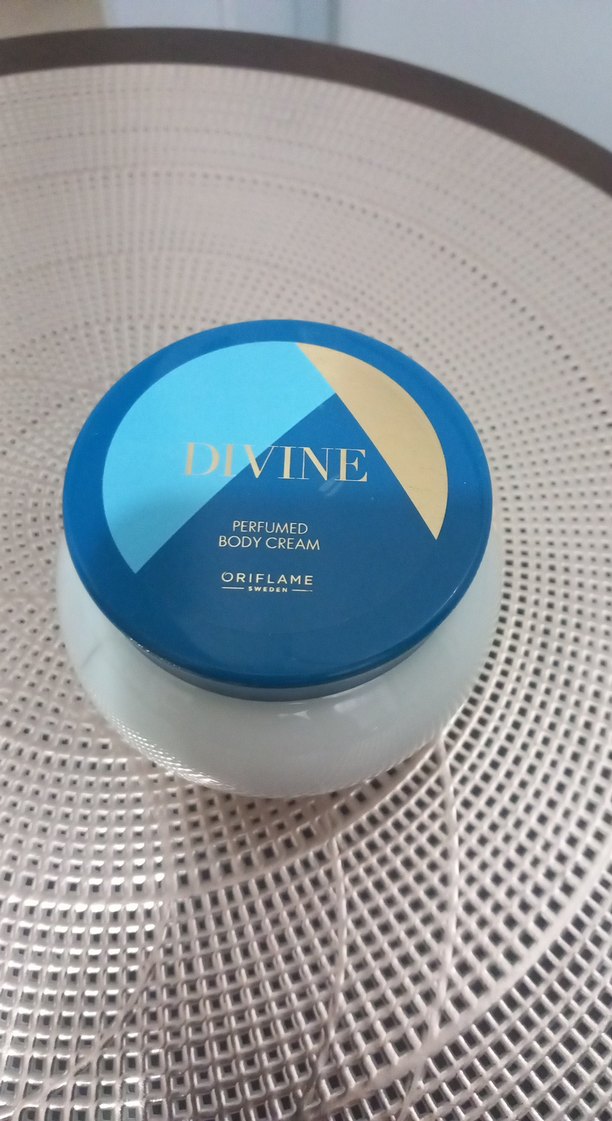 DIVINE
PERFUMED
BODY CREAM
ORIFLAME
SWEDEN